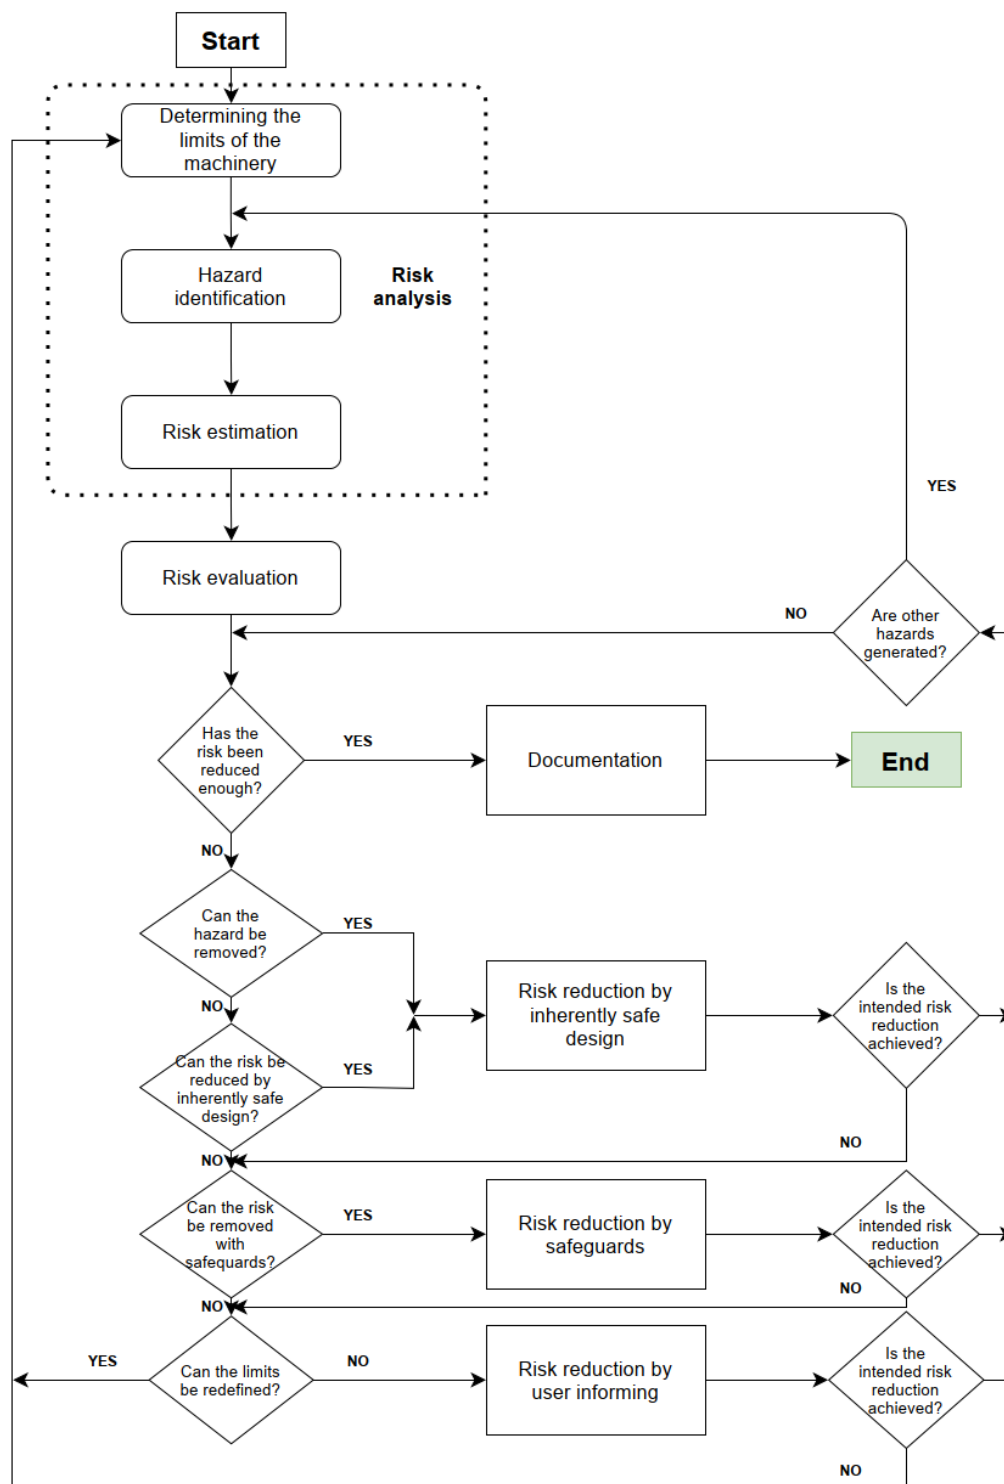 Start
Determining the
limits of the
machinery
Hazard
identification
Risk
analysis
Risk estimation
YES
Risk evaluation
NO
Are other
hazards
generated?
Has the
risk been
reduced
enough?
YES
Documentation
End
NO
Can the
hazard be
removed?
YES
NO
Risk reduction by
inherently safe
design
Is the
intended risk
reduction
achieved?
Can the risk be
reduced by
inherently safe
design?
YES
NO
NO
Can the risk
be removed
with
safequards?
YES
Risk reduction by
safeguards
Is the
intended risk
reduction
achieved?
NO
NO
YES
Can the limits
be redefined?
NO
Risk reduction by
user informing
Is the
intended risk
reduction
achieved?
NO